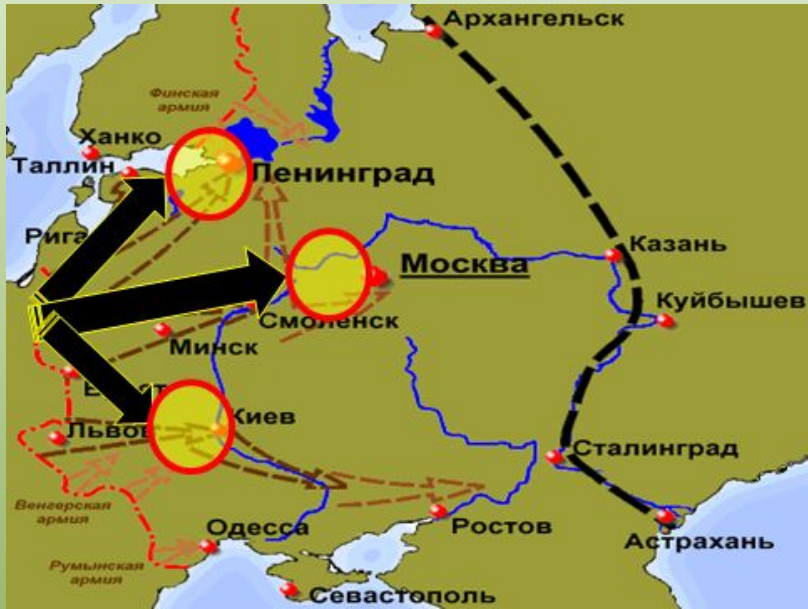 Архангельск
Финская
армия
Ханко
Таллин
Ленинград
Рига
Москва
Казань
Куйбышев
Смоленск
Минск
Львов
Киев
Сталинград
Венгерская
армия
Одесса
Ростов
Астрахань
Румынская
армия
Севастополь